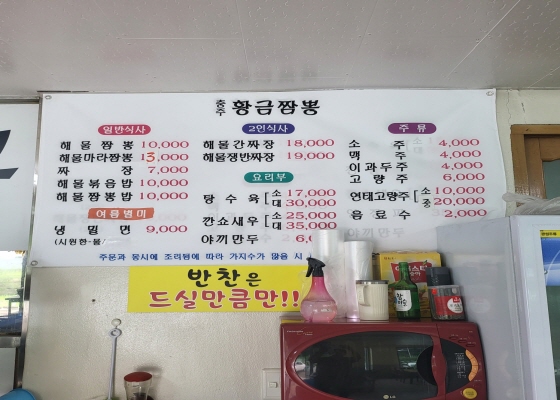 충주 황금짬뽕
일반식사
해물짬뽕 10,000
해물마라짬뽕 13,000
짜장 7,000
해물볶음밥 10,000
해물짬뽕밥 10,000
여름별미
냉밀면 9,000
(시원한-물)
2인식사
해물간짜장 18,000
해물쟁반짜장 19,000
요리부
탕수육 [소 17,000
대 30,000
깐쇼새우 [소 25,000
대 35,000
야끼만두 6,0
주류
소주 4,000
맥주 4,000
이과두주 4,000
고량주 6,000
연태고량주 [소 10,000
중 20,000
음료수 2,000
주문과 동시에 조리됨에 따라 가지수가 많을 시
반찬은
드실만큼만!!
LG